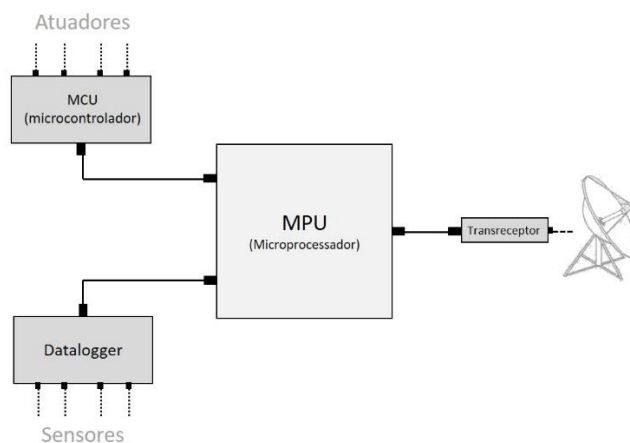 Atuadores
MCU
(microcontrolador)
MPU
(Microprocessador)
Transreceptor
Datalogger
Sensores